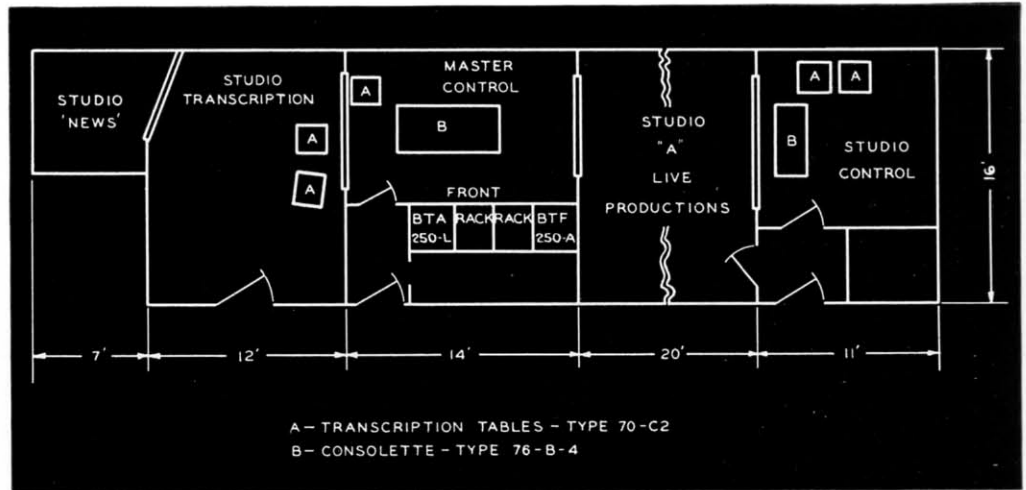 STUDIO
'NEWS'
STUDIO
TRANSCRIPTION
A
A
A
MASTER
CONTROL
B
FRONT
BTA
250-L
RACK
RACK
BTF
250-A
STUDIO
"A"
LIVE
PRODUCTIONS
A
A
B
STUDIO
CONTROL
16'
7'
12'
14'
20'
11'
A - TRANSCRIPTION TABLES - TYPE 70-C2
B - CONSOLETTE - TYPE 76-B-4